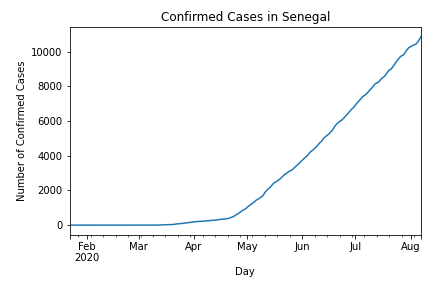 Confirmed Cases in Senegal
Number of Confirmed Cases
10000
8000
6000
4000
2000
0
Feb Mar Apr May Jun Jul Aug
2020
Day